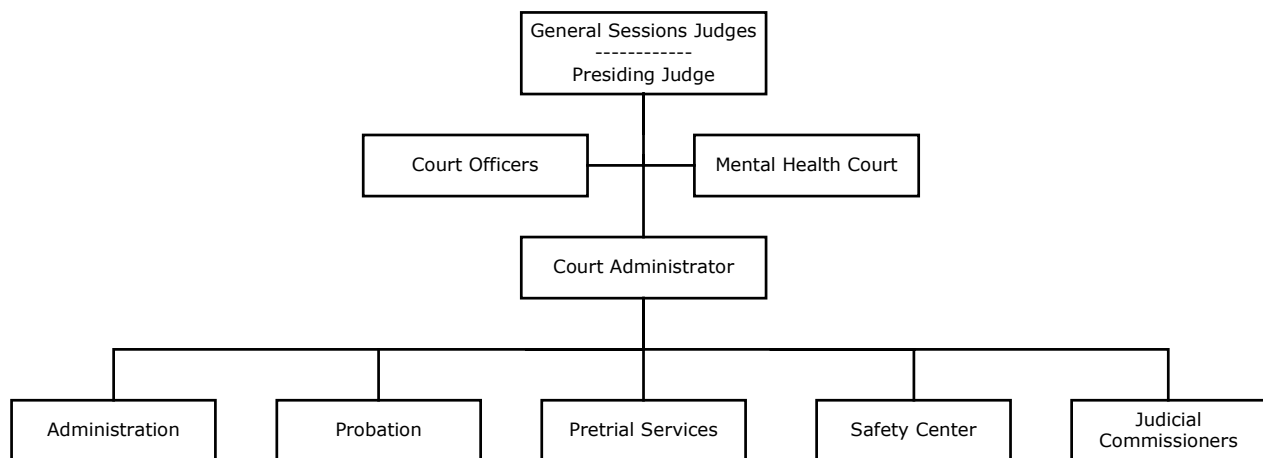 General Sessions Judges
------------
Presiding Judge
Court Officers
Mental Health Court
Court Administrator
Administration
Probation
Pretrial Services
Safety Center
Judicial
Commissioners